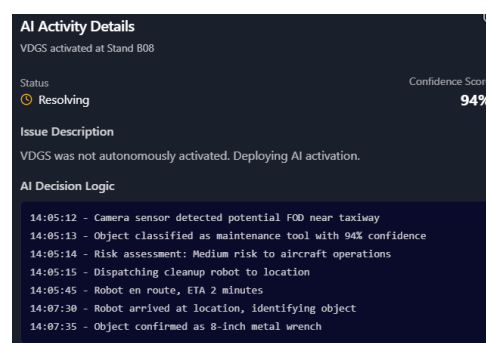 AI Activity Details
VDGS activated at Stand B08
Status
Confidence Score
Resolving
94%
Issue Description
VDGS was not autonomously activated. Deploying AI activation.
AI Decision Logic
14:05:12 - Camera sensor detected potential FOD near taxiway
14:05:13 - Object classified as maintenance tool with 94% confidence
14:05:14 - Risk assessment: Medium risk to aircraft operations
14:05:15 - Dispatching cleanup robot to location
14:05:45 - Robot en route, ETA 2 minutes
14:07:30 - Robot arrived at location, identifying object
14:07:35 - Object confirmed as 8-inch metal wrench